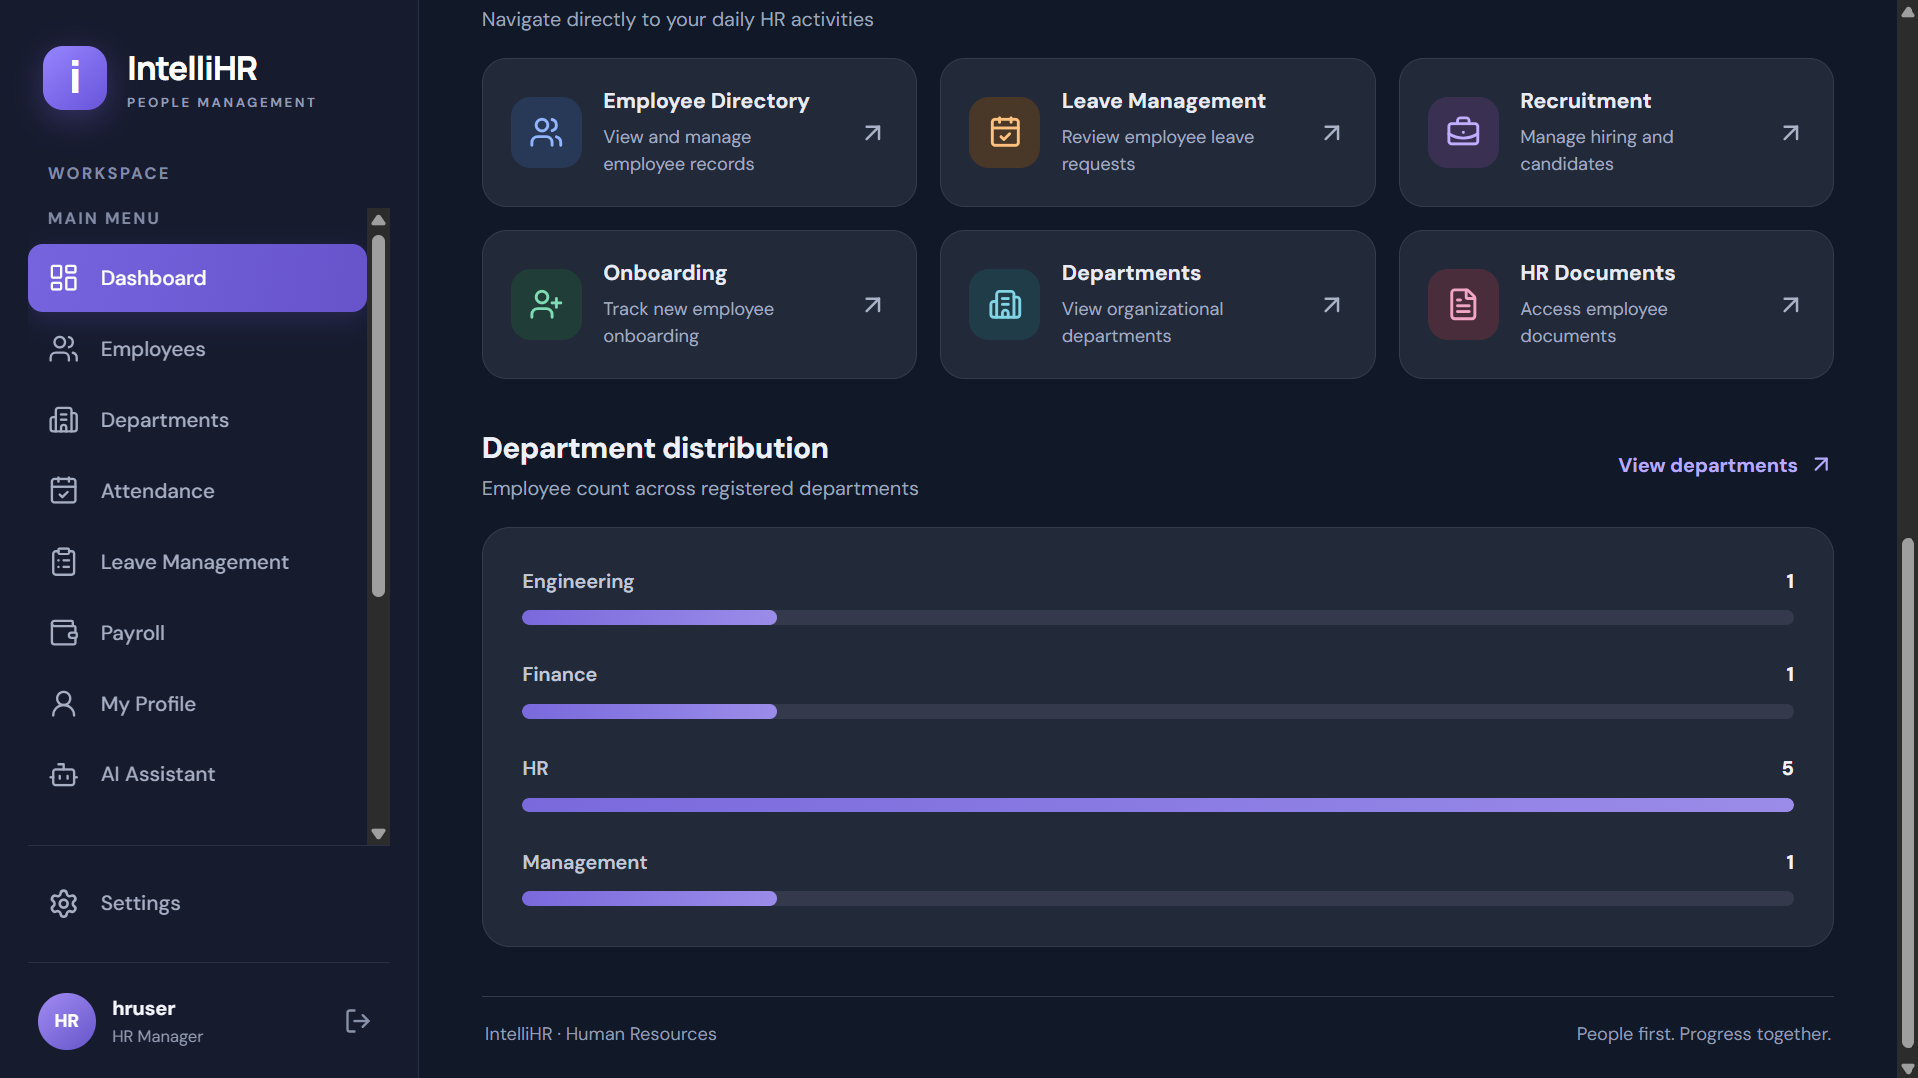 i
IntelliHR
PEOPLE MANAGEMENT
WORKSPACE
MAIN MENU
Dashboard
Employees
Departments
Attendance
Leave Management
Payroll
My Profile
AI Assistant
Settings
HR
hruser
HR Manager
Navigate directly to your daily HR activities
Employee Directory
View and manage
employee records
Leave Management
Review employee leave
requests
Recruitment
Manage hiring and
candidates
Onboarding
Track new employee
onboarding
Departments
View organizational
departments
HR Documents
Access employee
documents
Department distribution
Employee count across registered departments
View departments
Engineering 1
Finance 1
HR 5
Management 1
IntelliHR · Human Resources
People first. Progress together.